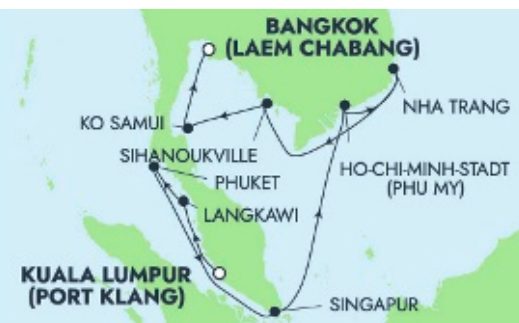 BANGKOK
(LAEM CHABANG)
NHA TRANG
KO SAMUI
SIHANOUKVILLE
HO-CHI-MINH-STADT
(PHU MY)
PHUKET
LANGKAWI
KUALA LUMPUR
(PORT KLANG)
SINGAPUR